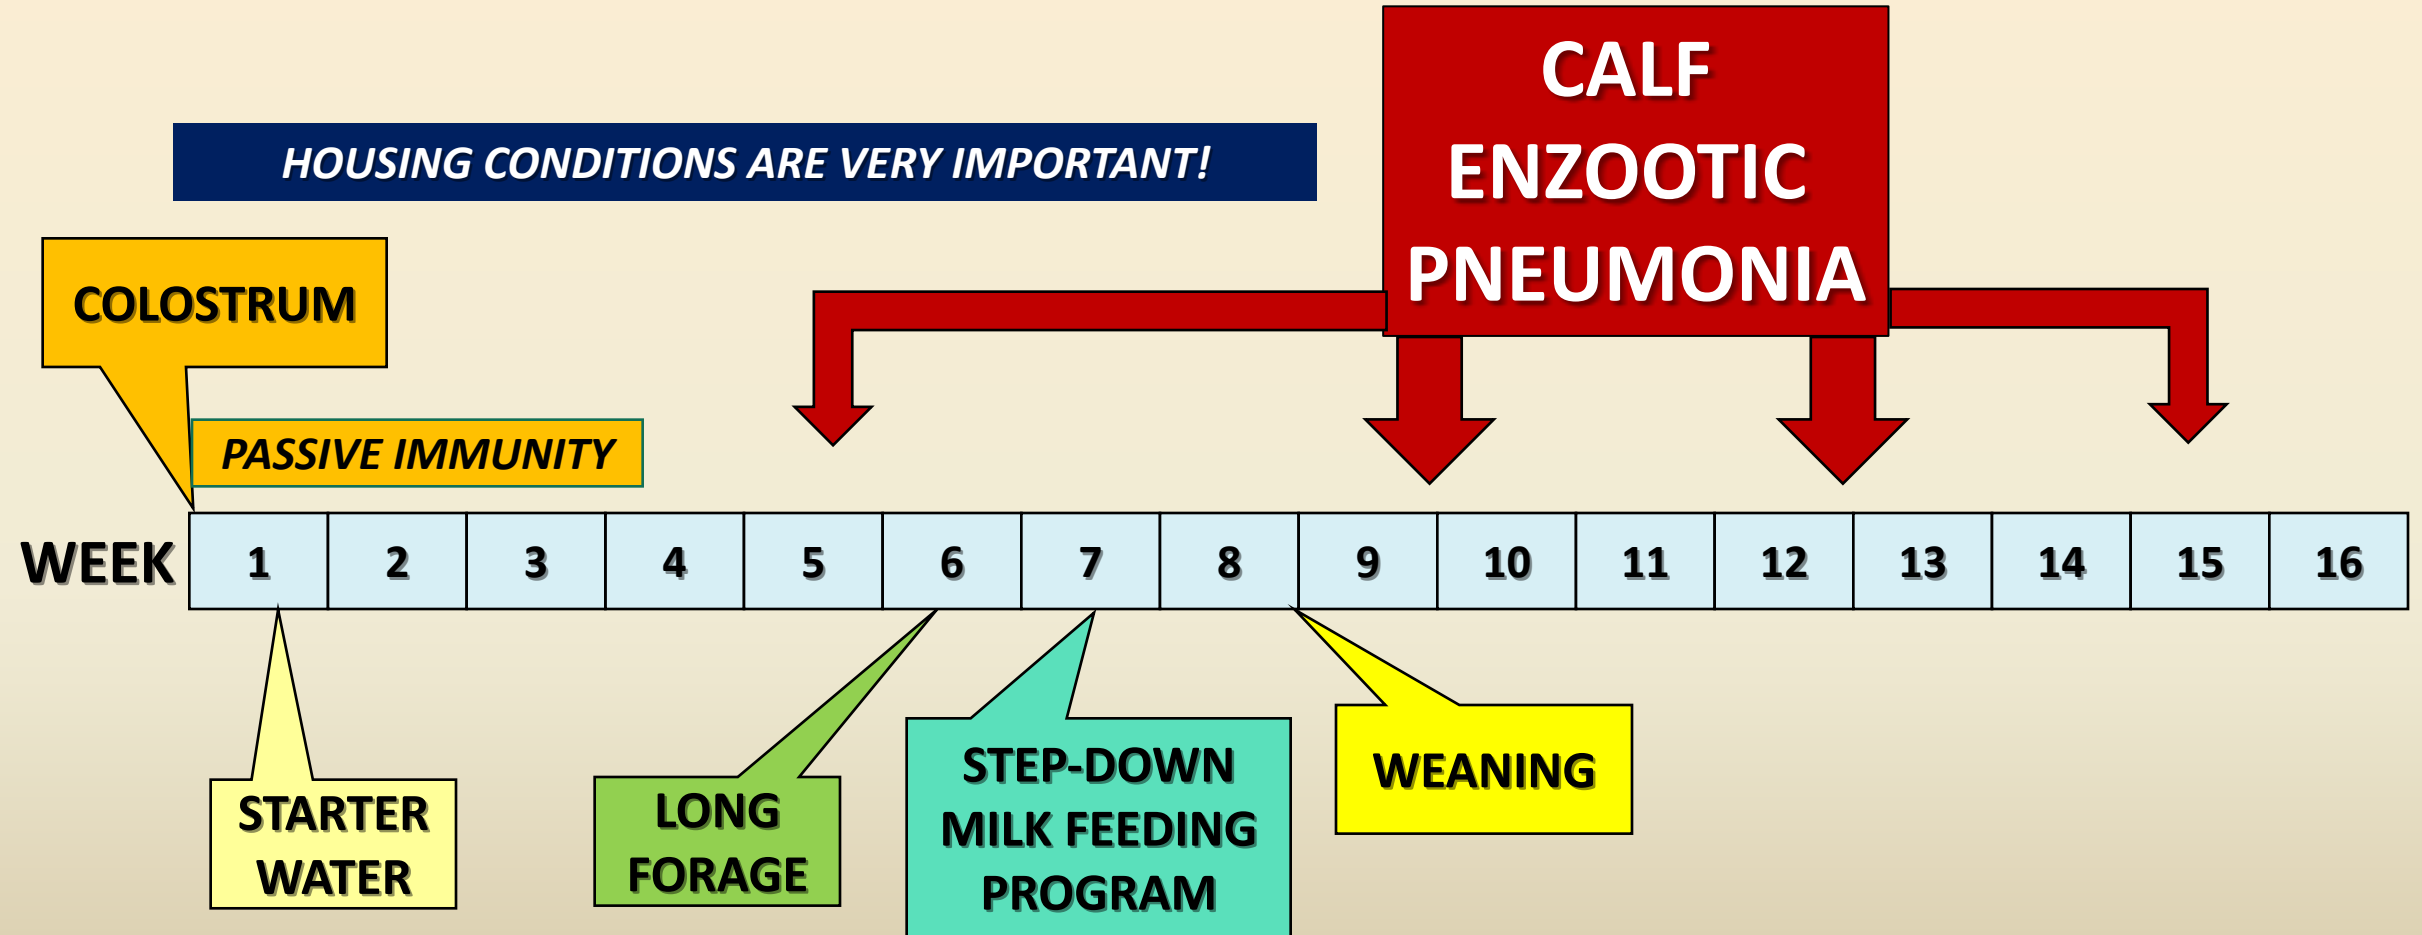 CALF
ENZOOTIC
PNEUMONIA
HOUSING CONDITIONS ARE VERY IMPORTANT!
COLOSTRUM
PASSIVE IMMUNITY
WEEK 1 2 3 4 5 6 7 8 9 10 11 12 13 14 15 16
STARTER
WATER
LONG
FORAGE
STEP-DOWN
MILK FEEDING
PROGRAM
WEANING